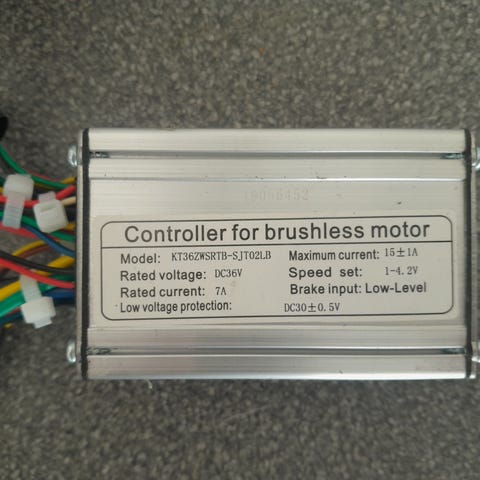 19066452
Controller for brushless motor
Model: KT36ZWSRTB-SJT02LB Maximum current: 15±1A
Rated voltage: DC36V Speed set: 1-4.2V
Rated current: 7A Brake input: Low-Level
Low voltage protection: DC30±0.5V